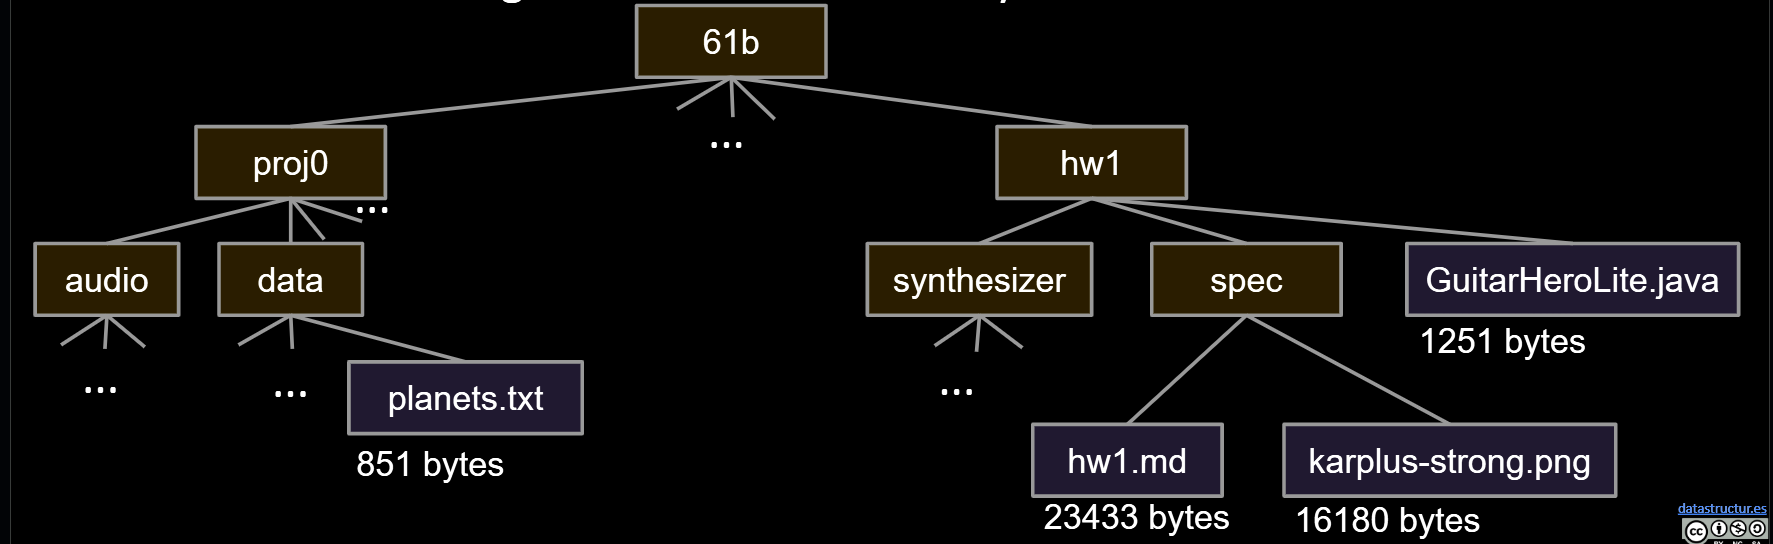 61b
...
proj0
hw1
...
audio
data
synthesizer
spec
GuitarHeroLite.java
1251 bytes
...
...
planets.txt
...
851 bytes
hw1.md
karplus-strong.png
23433 bytes
16180 bytes
datastructur.es
cc